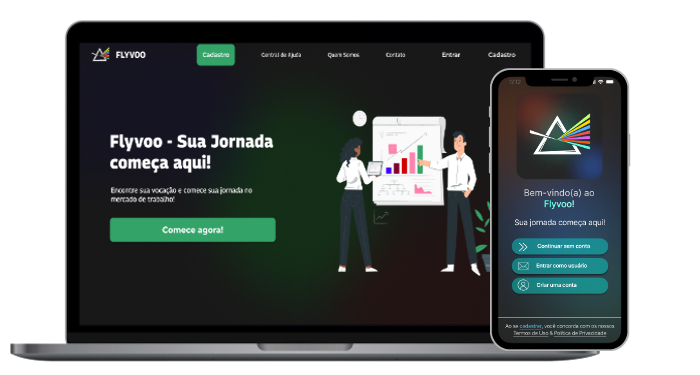 FLYVOO
Cadastro
Central de Ajuda
Quem Somos
Contato
Entrar
Cadastro
Flyvoo - Sua Jornada
começa aqui!
Encontre sua vocação e comece sua jornada no
mercado de trabalho!
Comece agora!
Bem-vindo(a) ao
Flyvoo!
Sua jornada começa aqui!
Continuar sem conta
Entrar como usuário
Criar uma conta
Ao se cadastrar, você concorda com os nossos
Termos de Uso & Política de Privacidade